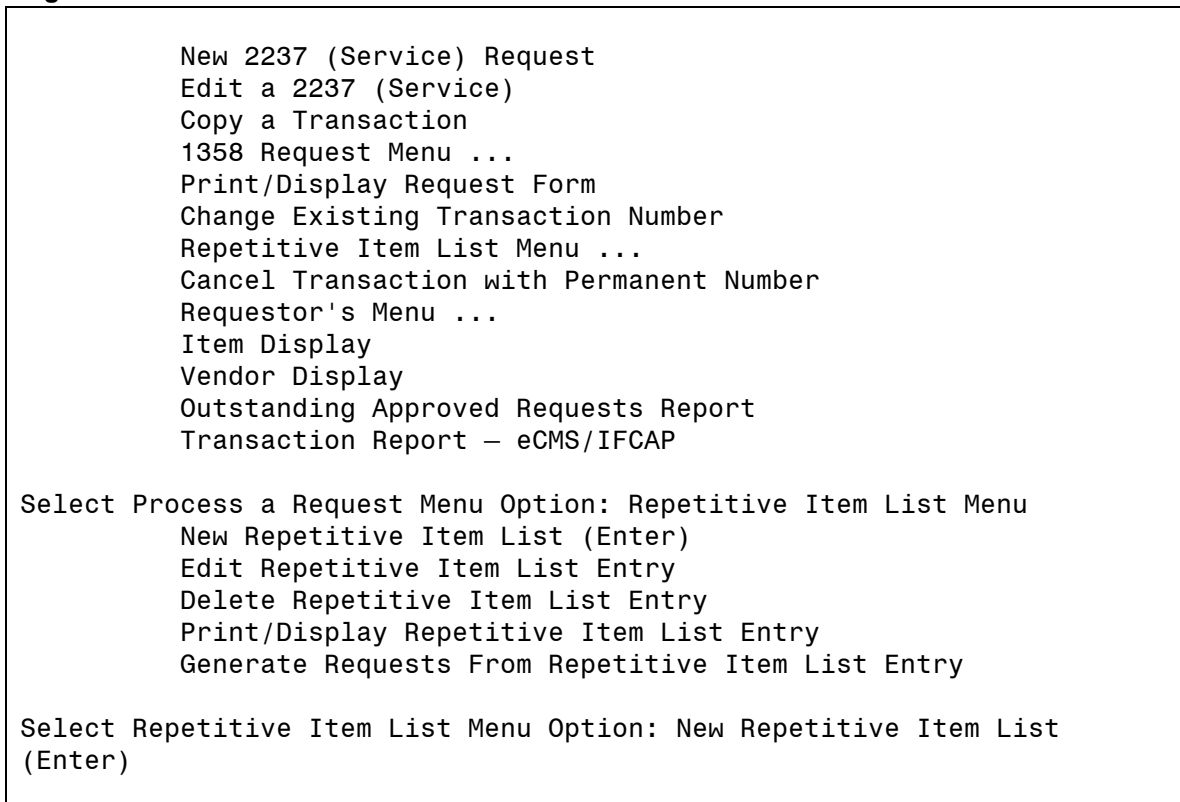 New 2237 (Service) Request
Edit a 2237 (Service)
Copy a Transaction
1358 Request Menu ...
Print/Display Request Form
Change Existing Transaction Number
Repetitive Item List Menu ...
Cancel Transaction with Permanent Number
Requestor's Menu ...
Item Display
Vendor Display
Outstanding Approved Requests Report
Transaction Report – eCMS/IFCAP
Select Process a Request Menu Option: Repetitive Item List Menu
New Repetitive Item List (Enter)
Edit Repetitive Item List Entry
Delete Repetitive Item List Entry
Print/Display Repetitive Item List Entry
Generate Requests From Repetitive Item List Entry
Select Repetitive Item List Menu Option: New Repetitive Item List
(Enter)